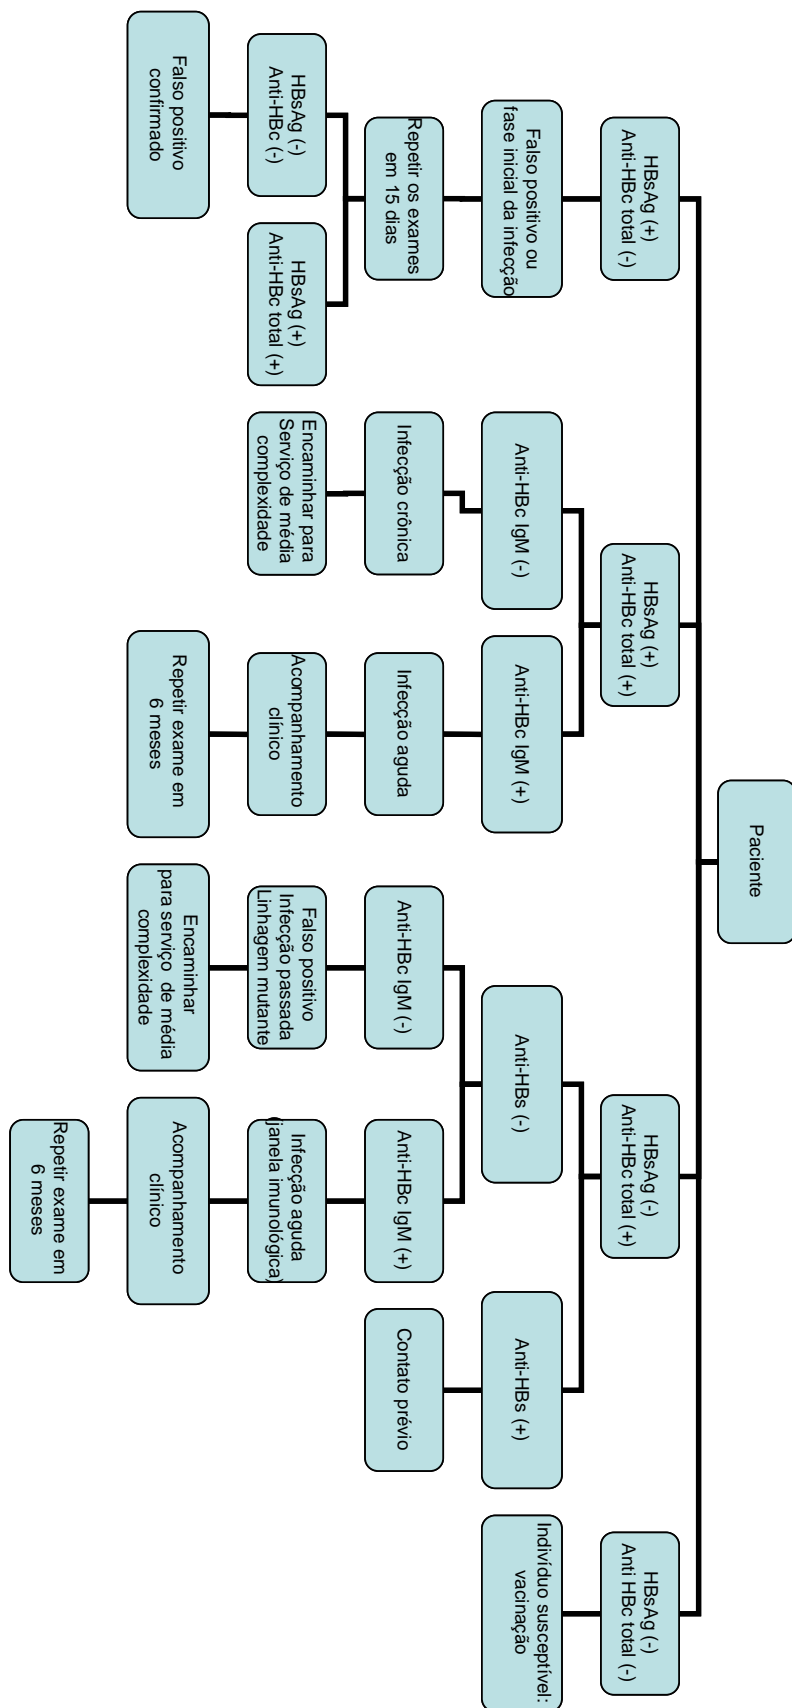 Paciente
HBsAg (+)
Anti-HBc total (-)
HBsAg (+)
Anti-HBc total (+)
HBsAg (-)
Anti-HBc total (+)
HBsAg (-)
Anti HBc total (-)
Falso positivo ou
fase inicial da infecção
Anti-HBc IgM (-)
Anti-HBc IgM (+)
Anti-HBs (-)
Anti-HBs (+)
Indivíduo susceptível:
vacinação
Repetir os exames
em 15 dias
Infecção crônica
Infecção aguda
Anti-HBc IgM (-)
Anti-HBc IgM (+)
Contato prévio
HBsAg (-)
Anti-HBc (-)
HBsAg (+)
Anti-HBc total (+)
Encaminhar para
Serviço de média
complexidade
Acompanhamento
clínico
Falso positivo
Infecção passada
Linhagem mutante
Infecção aguda
(janela imunológica)
Falso positivo
confirmado
Repetir exame em
6 meses
Encaminhar
para serviço de média
complexidade
Acompanhamento
clínico
Repetir exame em
6 meses